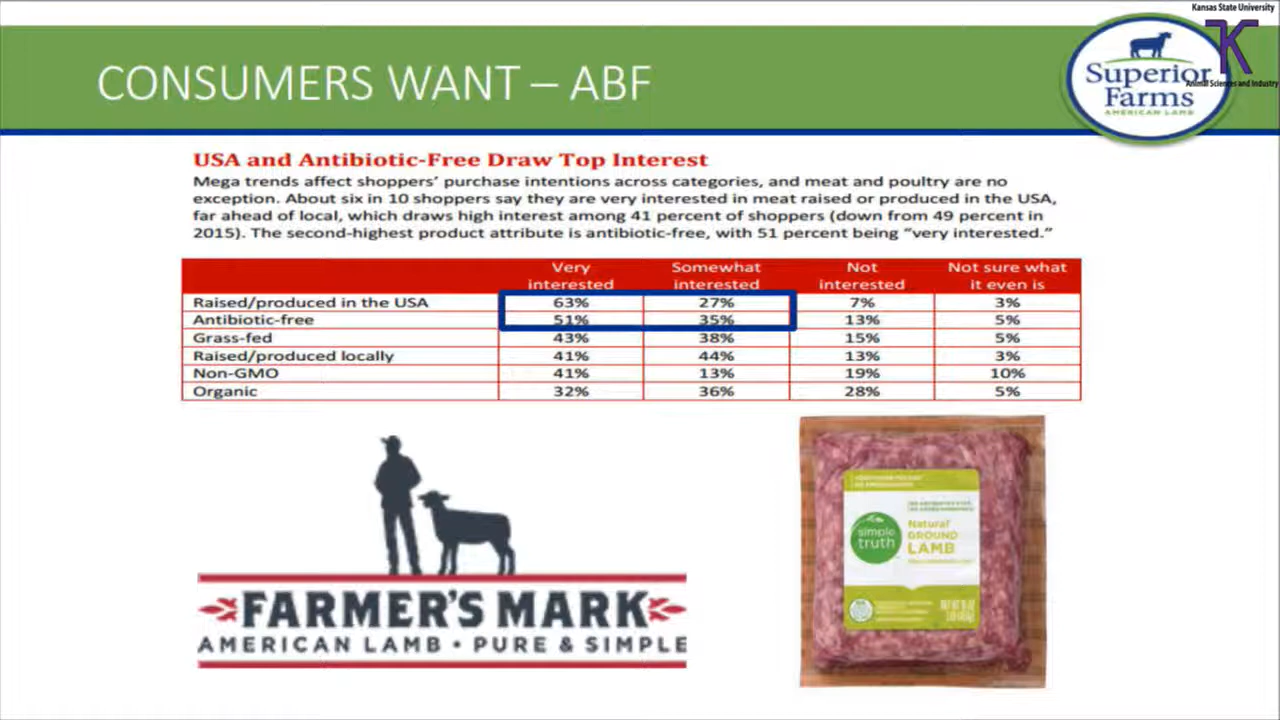 Kansas State University
K
Animal Sciences and Industry
Superior
Farms
AMERICAN LAMB
CONSUMERS WANT – ABF
USA and Antibiotic-Free Draw Top Interest
Mega trends affect shoppers’ purchase intentions across categories, and meat and poultry are no
exception. About six in 10 shoppers say they are very interested in meat raised or produced in the USA,
far ahead of local, which draws high interest among 41 percent of shoppers (down from 49 percent in
2015). The second-highest product attribute is antibiotic-free, with 51 percent being “very interested.”
Very interested Somewhat interested Not interested Not sure what it even is
Raised/produced in the USA 63% 27% 7% 3%
Antibiotic-free 51% 35% 13% 5%
Grass-fed 43% 38% 15% 5%
Raised/produced locally 41% 44% 13% 3%
Non-GMO 41% 13% 19% 10%
Organic 32% 36% 28% 5%
FARMER'S MARK
AMERICAN LAMB • PURE & SIMPLE
simple
truth
Natural
GROUND
LAMB